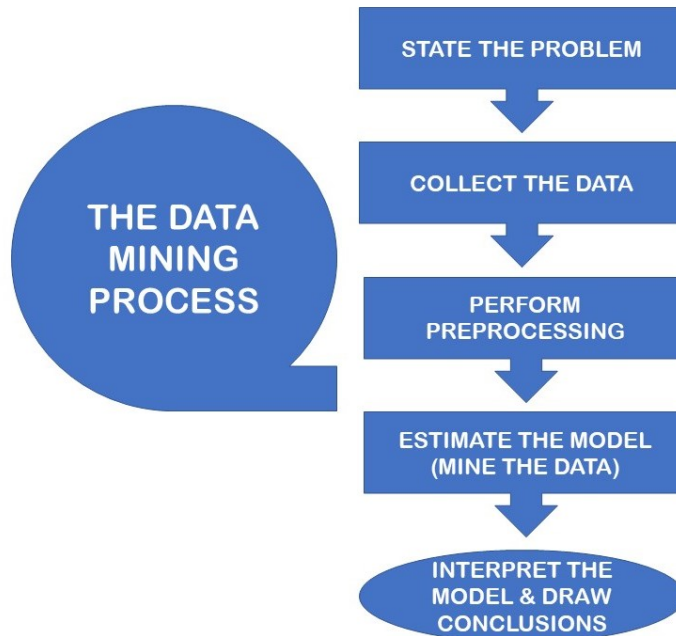 THE DATA
MINING
PROCESS
STATE THE PROBLEM
COLLECT THE DATA
PERFORM
PREPROCESSING
ESTIMATE THE MODEL
(MINE THE DATA)
INTERPRET THE
MODEL & DRAW
CONCLUSIONS